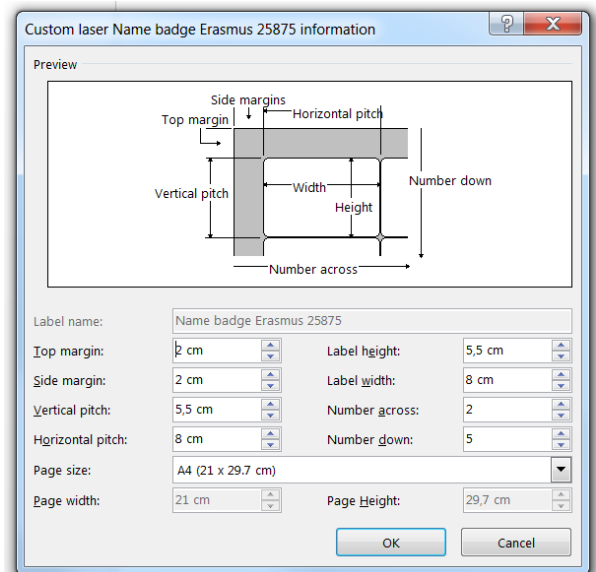 Custom laser Name badge Erasmus 25875 information
Preview
Side margins
Top margin
Horizontal pitch
Vertical pitch
Width
Height
Number down
Number across
Label name: Name badge Erasmus 25875
Top margin: 2 cm Label height: 5,5 cm
Side margin: 2 cm Label width: 8 cm
Vertical pitch: 5,5 cm Number across: 2
Horizontal pitch: 8 cm Number down: 5
Page size: A4 (21 x 29.7 cm)
Page width: 21 cm Page Height: 29,7 cm
OK Cancel